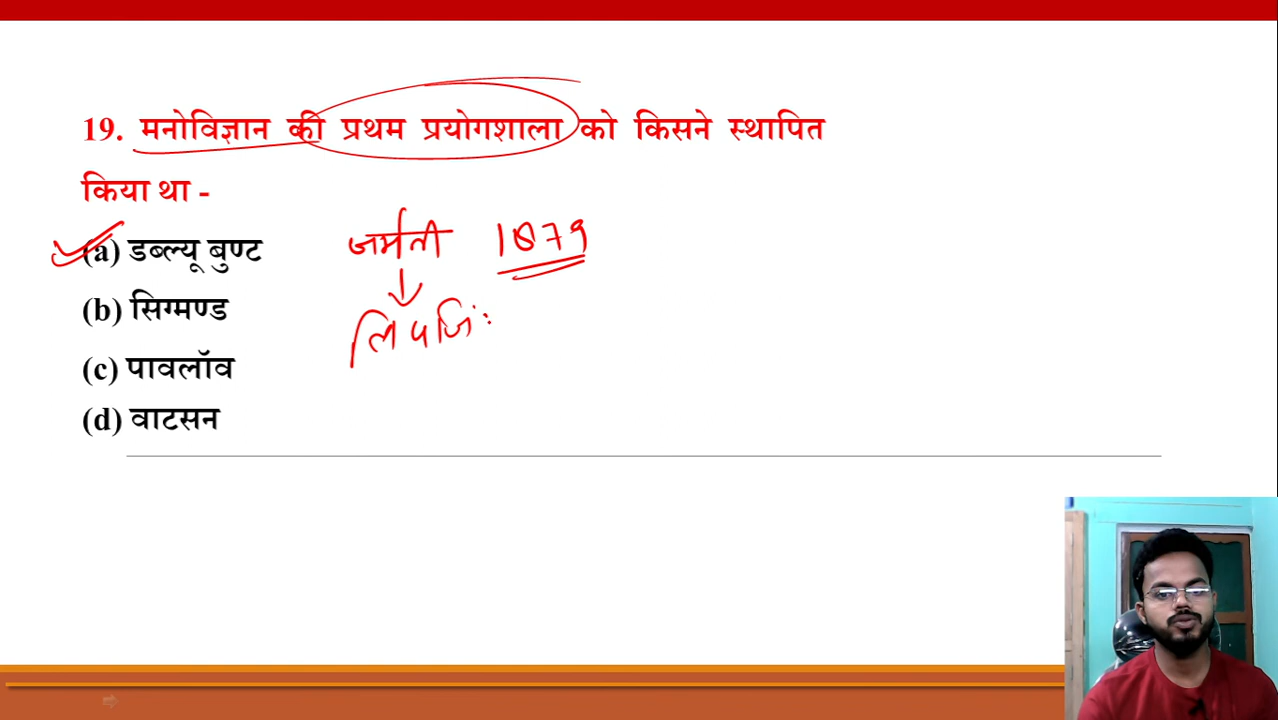 19. मनोविज्ञान की प्रथम प्रयोगशाला को किसने स्थापित
किया था -
(a) डब्ल्यू बुण्ट
जर्मनी 1879
(b) सिग्मण्ड
लिपजिं
(c) पावलॉव
(d) वाटसन